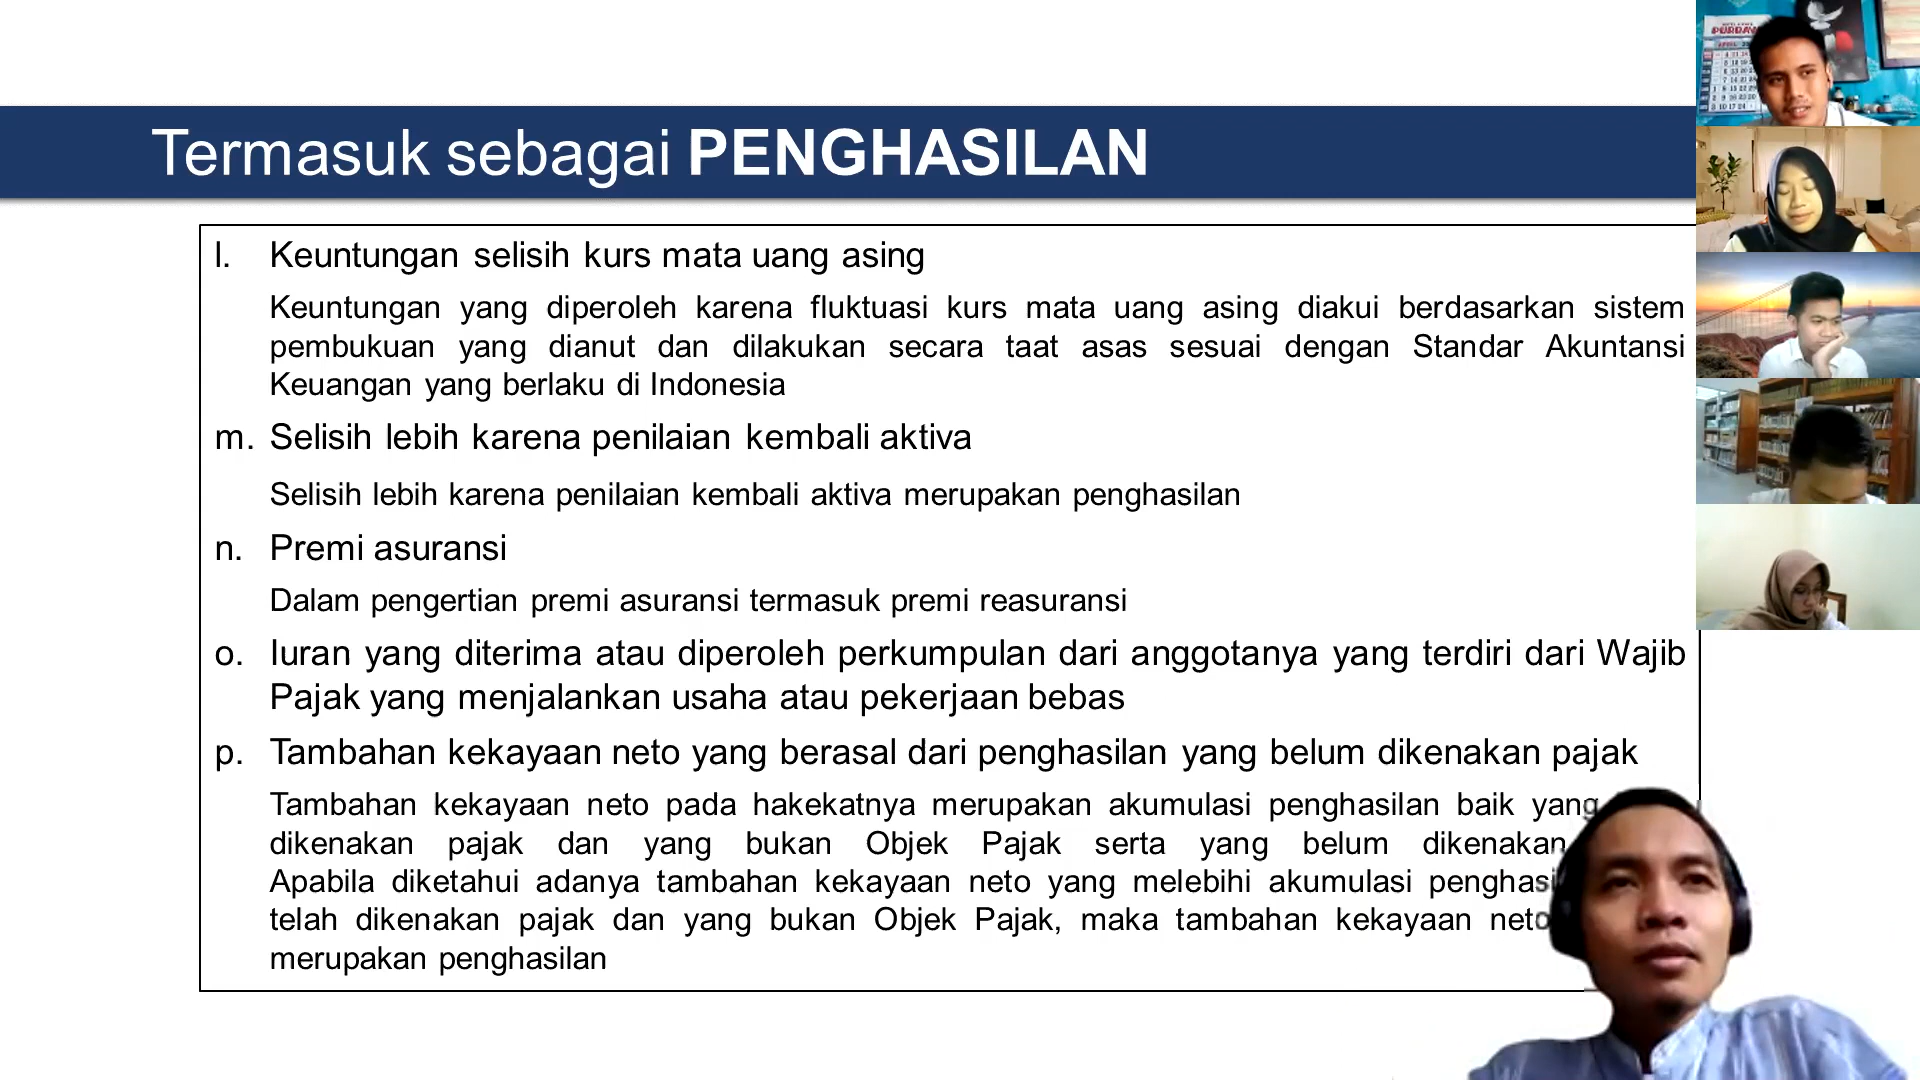 Termasuk sebagai PENGHASILAN
l. Keuntungan selisih kurs mata uang asing
Keuntungan yang diperoleh karena fluktuasi kurs mata uang asing diakui berdasarkan sistem
pembukuan yang dianut dan dilakukan secara taat asas sesuai dengan Standar Akuntansi
Keuangan yang berlaku di Indonesia
m. Selisih lebih karena penilaian kembali aktiva
Selisih lebih karena penilaian kembali aktiva merupakan penghasilan
n. Premi asuransi
Dalam pengertian premi asuransi termasuk premi reasuransi
o. Iuran yang diterima atau diperoleh perkumpulan dari anggotanya yang terdiri dari Wajib
Pajak yang menjalankan usaha atau pekerjaan bebas
p. Tambahan kekayaan neto yang berasal dari penghasilan yang belum dikenakan pajak
Tambahan kekayaan neto pada hakekatnya merupakan akumulasi penghasilan baik yang
dikenakan pajak dan yang bukan Objek Pajak serta yang belum dikenakan
Apabila diketahui adanya tambahan kekayaan neto yang melebihi akumulasi
telah dikenakan pajak dan yang bukan Objek Pajak, maka tambahan kekayaan neto
merupakan penghasilan